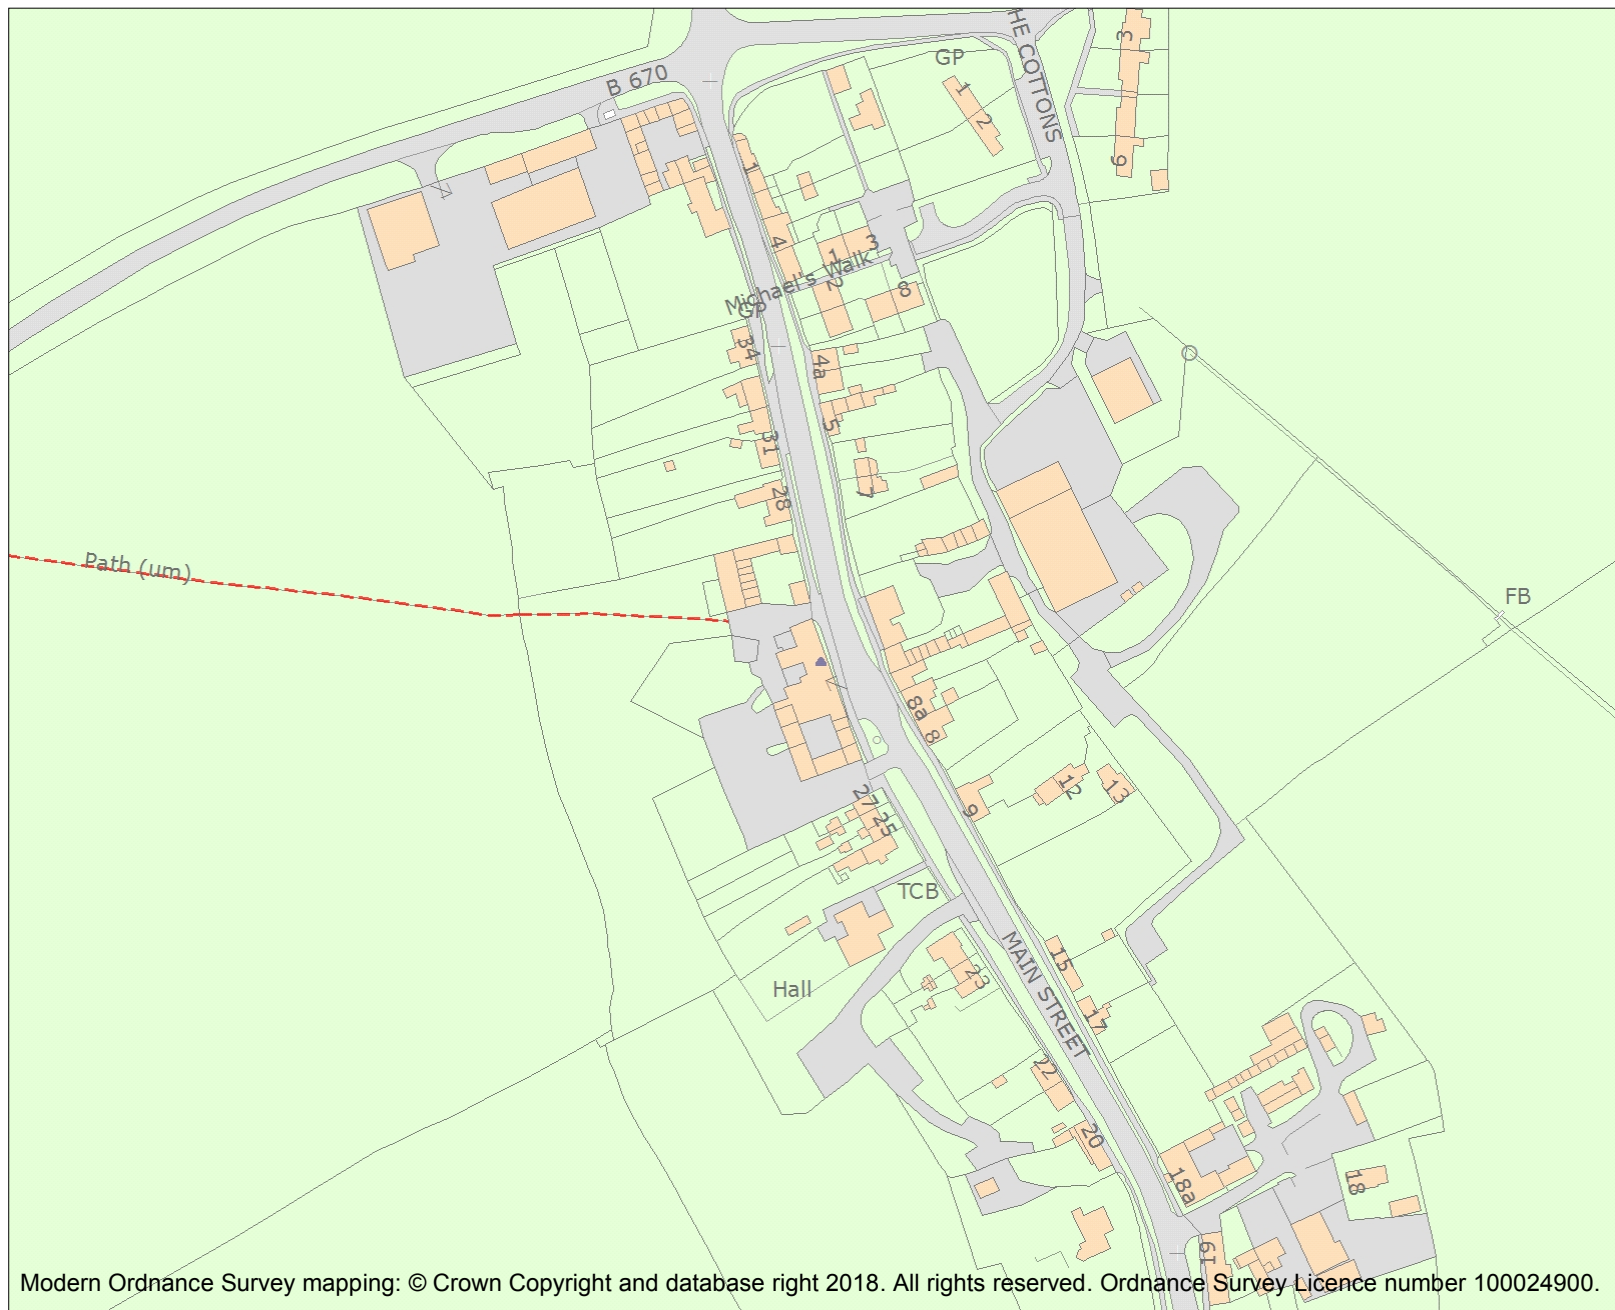 HE COTTONS
3
GP
B 670
1
2
6
1
4
3
1
Michael's Walk
2
8
GP
34
4a
5
31
7
28
Path (um)
FB
8a
8
27
25
12
13
9
TCB
MAIN STREET
15
23
Hall
17
22
20
18a
18
19
Modern Ordnance Survey mapping: © Crown Copyright and database right 2018. All rights reserved. Ordnance Survey Licence number 100024900.